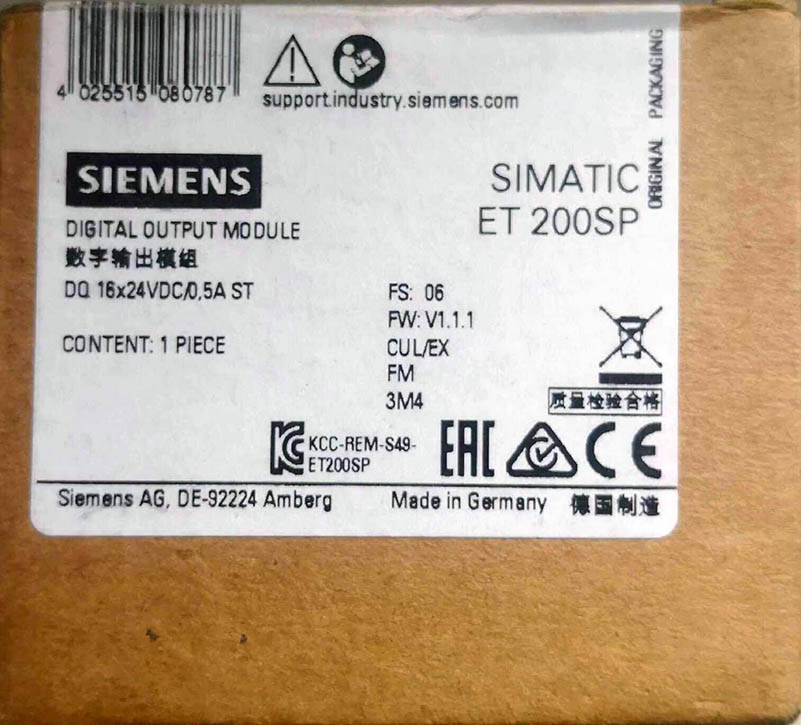 4 025515 080787
support.industry.siemens.com
ORIGINAL PACKAGING
SIEMENS
SIMATIC
ET 200SP
DIGITAL OUTPUT MODULE
数字输出模组
DQ 16x24VDC/0,5A ST
CONTENT: 1 PIECE
FS: 06
FW: V1.1.1
CUL/EX
FM
3M4
质量检验合格
KCC-REM-S49-
ET200SP
EAC
CE
Siemens AG, DE-92224 Amberg
Made in Germany 德国制造